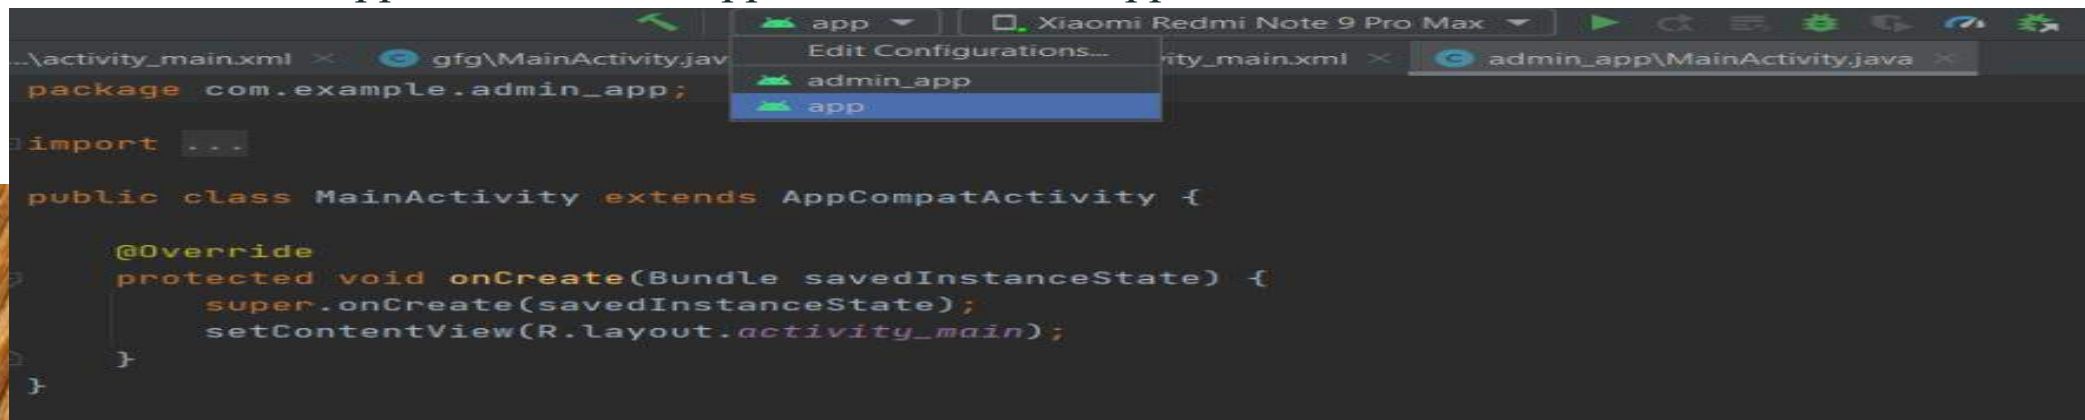 app Xiaomi Redmi Note 9 Pro Max
..\activity_main.xml gfg\MainActivity.jav Edit Configurations... ity_main.xml admin_app\MainActivity.java
package com.example.admin_app; admin_app
app
import ...
public class MainActivity extends AppCompatActivity {
@Override
protected void onCreate(Bundle savedInstanceState) {
super.onCreate(savedInstanceState);
setContentView(R.layout.activity_main);
}
}